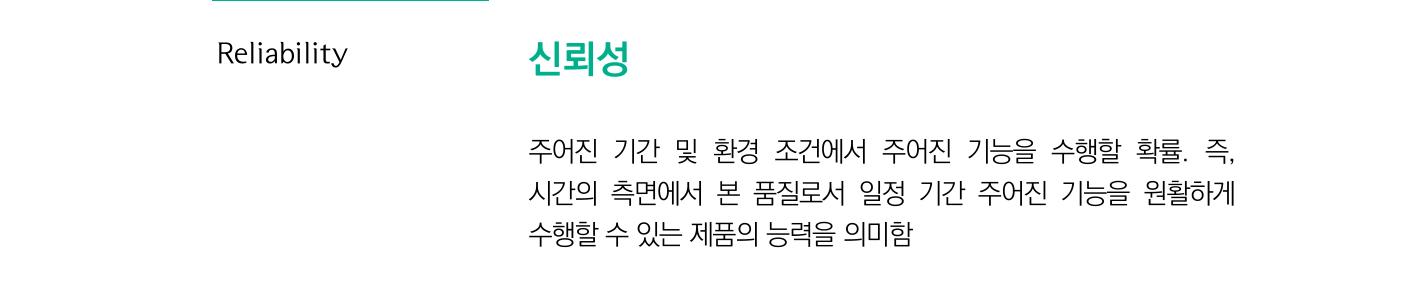 Reliability
신뢰성
주어진 기간 및 환경 조건에서 주어진 기능을 수행할 확률. 즉,
시간의 측면에서 본 품질로서 일정 기간 주어진 기능을 원활하게
수행할 수 있는 제품의 능력을 의미함